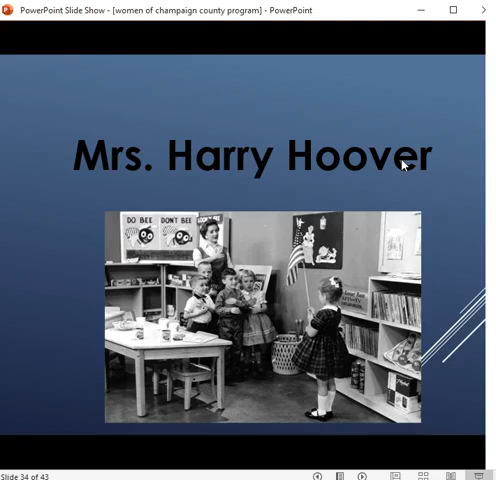 PowerPoint Slide Show - [women of champaign county program] - PowerPoint
Mrs. Harry Hoover
DO BEE
DON'T BEE
Slide 34 of 43